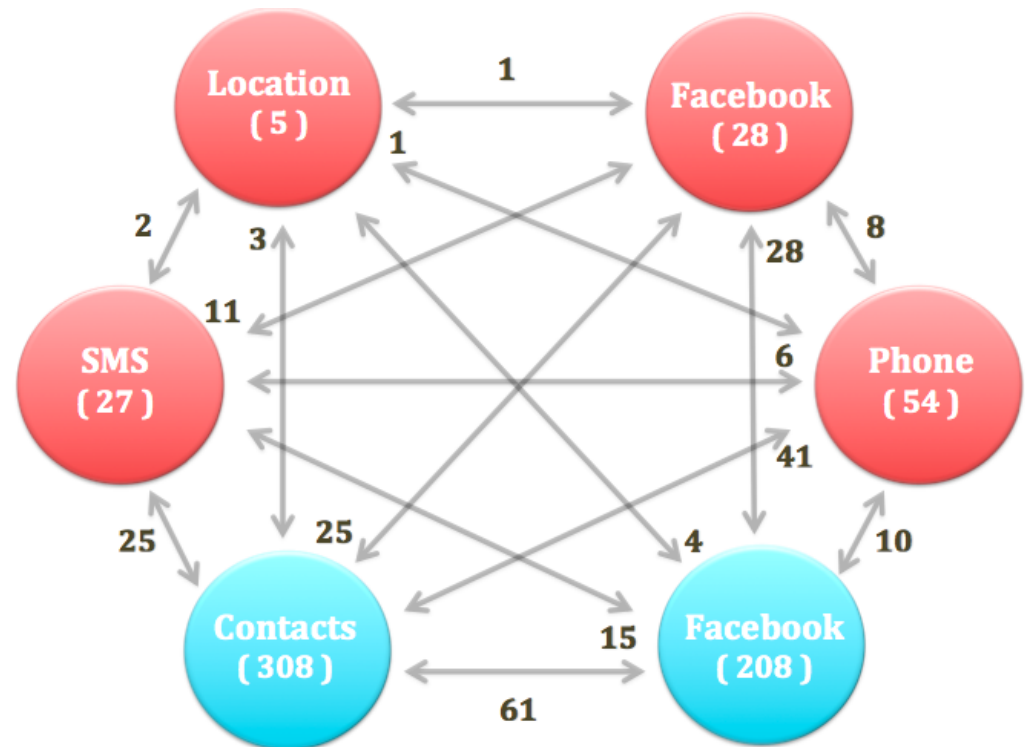 1
Location
( 5 )
Facebook
( 28 )
1
2
3
28
8
11
SMS
( 27 )
6
Phone
( 54 )
41
25
25
4
10
Contacts
( 308 )
15
Facebook
( 208 )
61